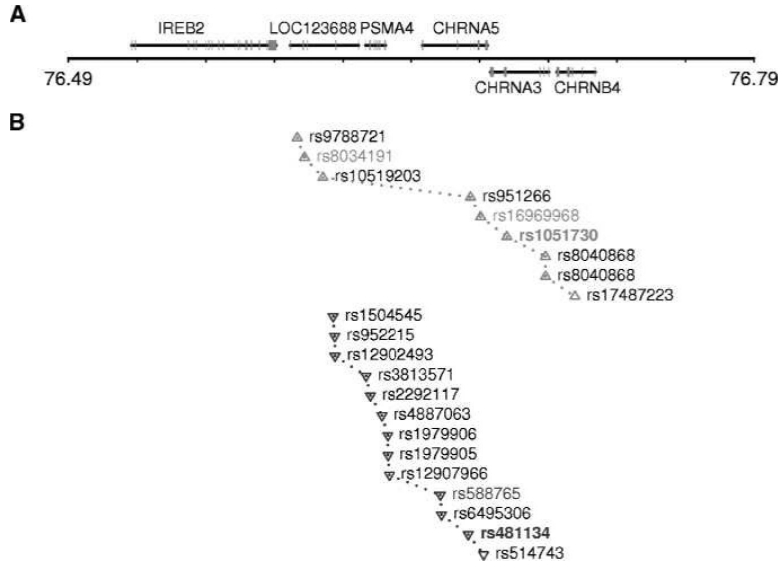 A
IREB2 LOC123688 PSMA4 CHRNA5
76.49 76.79
CHRNA3 CHRNB4
B
rs9788721
rs8034191
rs10519203
rs951266
rs16969968
rs1051730
rs8040868
rs8040868
rs17487223
rs1504545
rs952215
rs12902493
rs3813571
rs2292117
rs4887063
rs1979906
rs1979905
rs12907966
rs588765
rs6495306
rs481134
rs514743